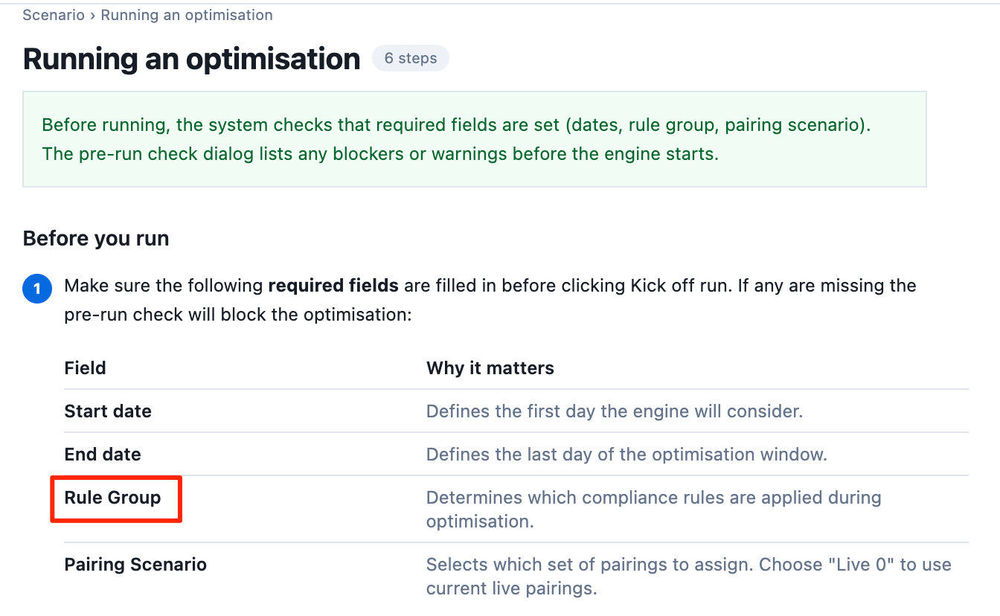 Scenario › Running an optimisation
Running an optimisation 6 steps
Before running, the system checks that required fields are set (dates, rule group, pairing scenario).
The pre-run check dialog lists any blockers or warnings before the engine starts.
Before you run
1 Make sure the following required fields are filled in before clicking Kick off run. If any are missing the
pre-run check will block the optimisation:
Field Why it matters
Start date Defines the first day the engine will consider.
End date Defines the last day of the optimisation window.
Rule Group Determines which compliance rules are applied during
optimisation.
Pairing Scenario Selects which set of pairings to assign. Choose "Live 0" to use
current live pairings.